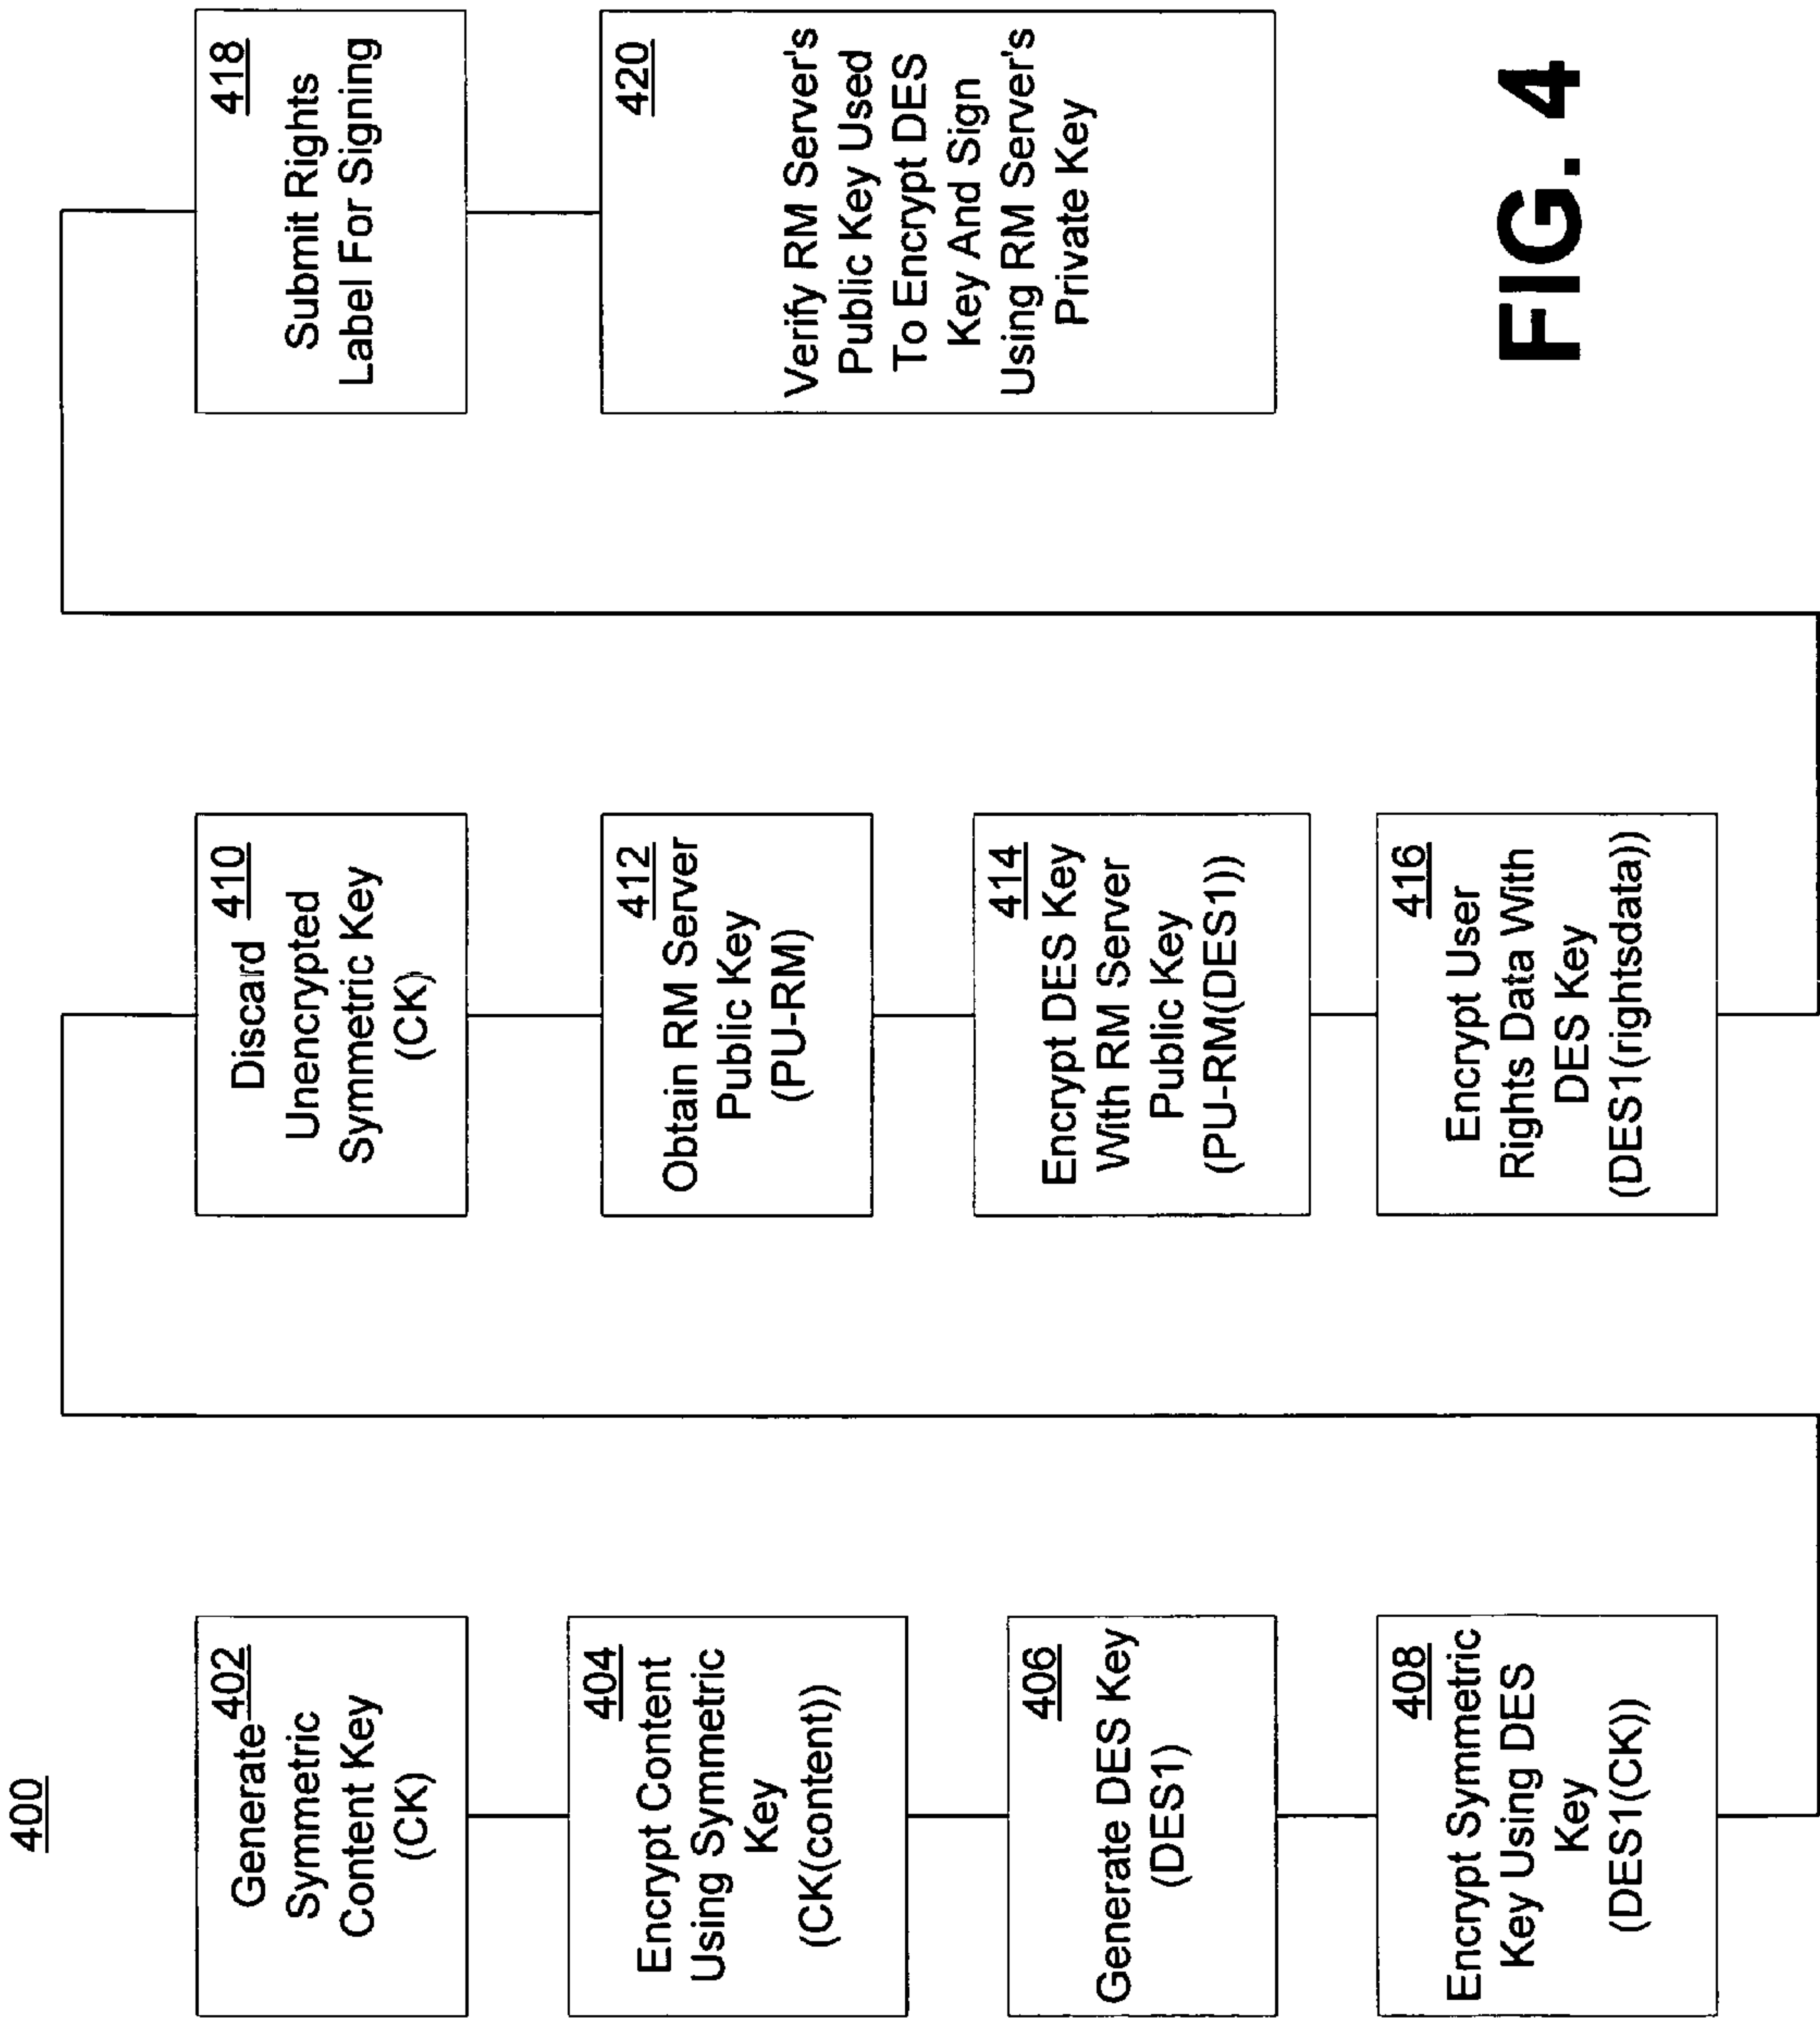 400
402
Generate
Symmetric
Content Key
(CK)
404
Encrypt Content
Using Symmetric
Key
(CK(content))
406
Generate DES Key
(DES1)
408
Encrypt Symmetric
Key Using DES
Key
(DES1(CK))
410
Discard
Unencrypted
Symmetric Key
(CK)
412
Obtain RM Server
Public Key
(PU-RM)
414
Encrypt DES Key
With RM Server
Public Key
(PU-RM(DES1))
416
Encrypt User
Rights Data With
DES Key
(DES1(rightsdata))
418
Submit Rights
Label For Signing
420
Verify RM Server's
Public Key Used
To Encrypt DES
Key And Sign
Using RM Server's
Private Key
FIG. 4